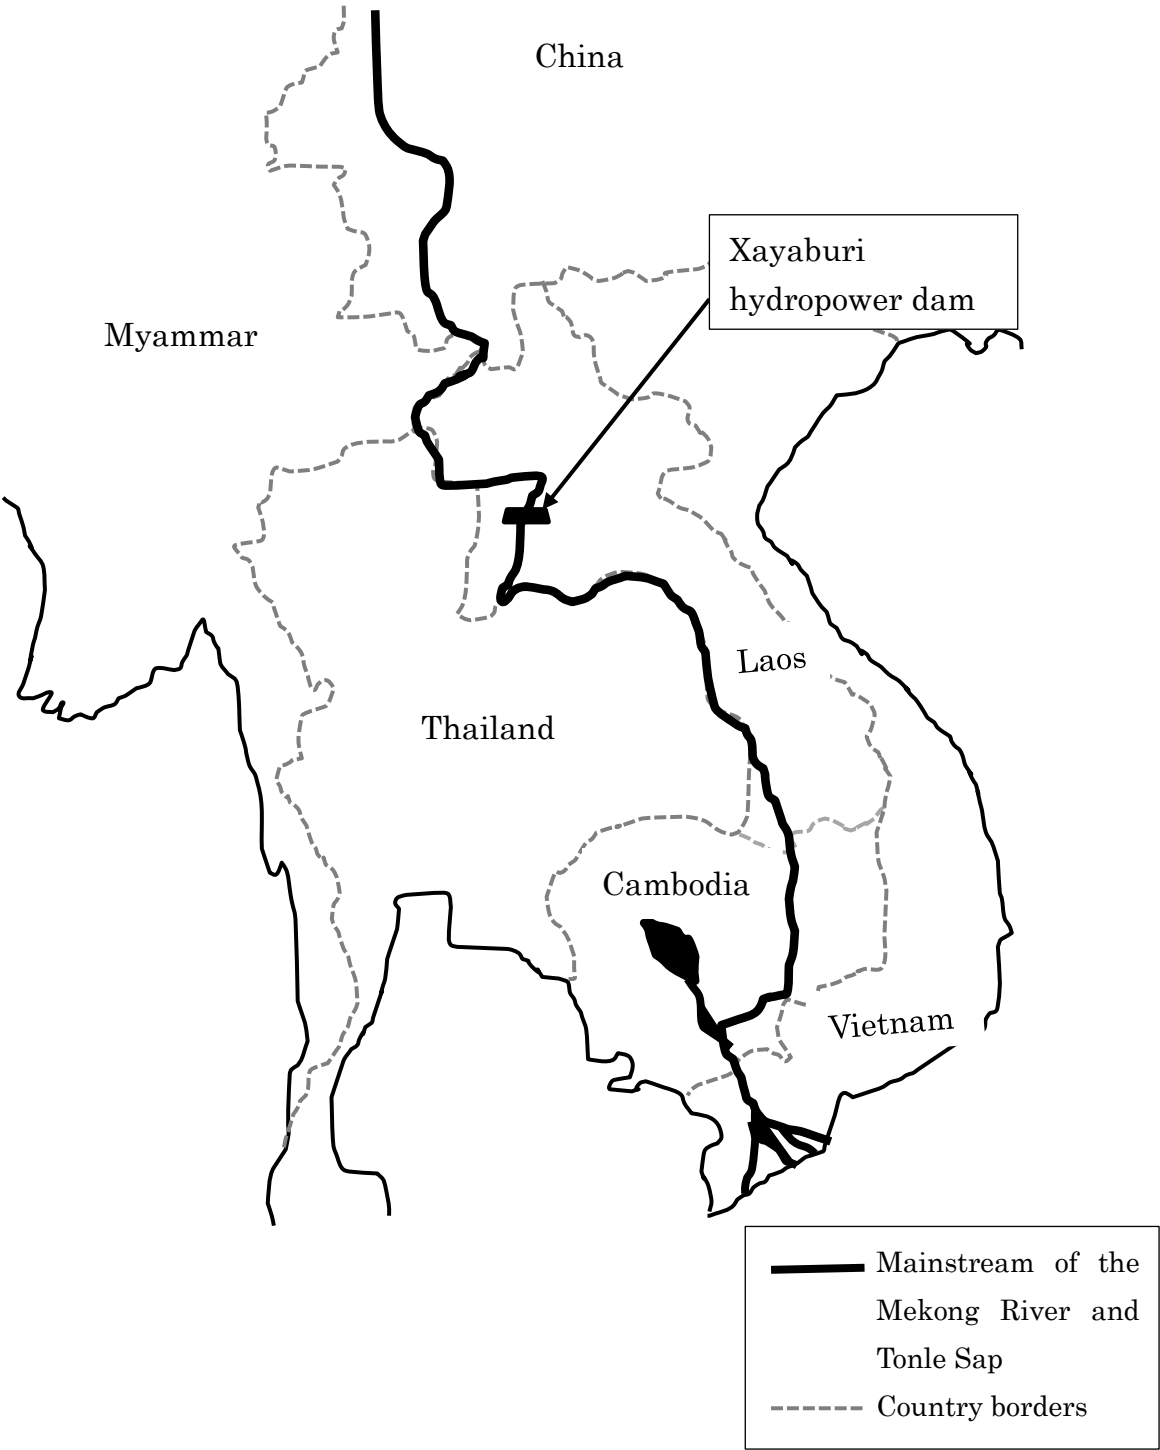 China
Xayaburi
hydropower dam
Myammar
Laos
Thailand
Cambodia
Vietnam
Mainstream of the
Mekong River and
Tonle Sap
Country borders